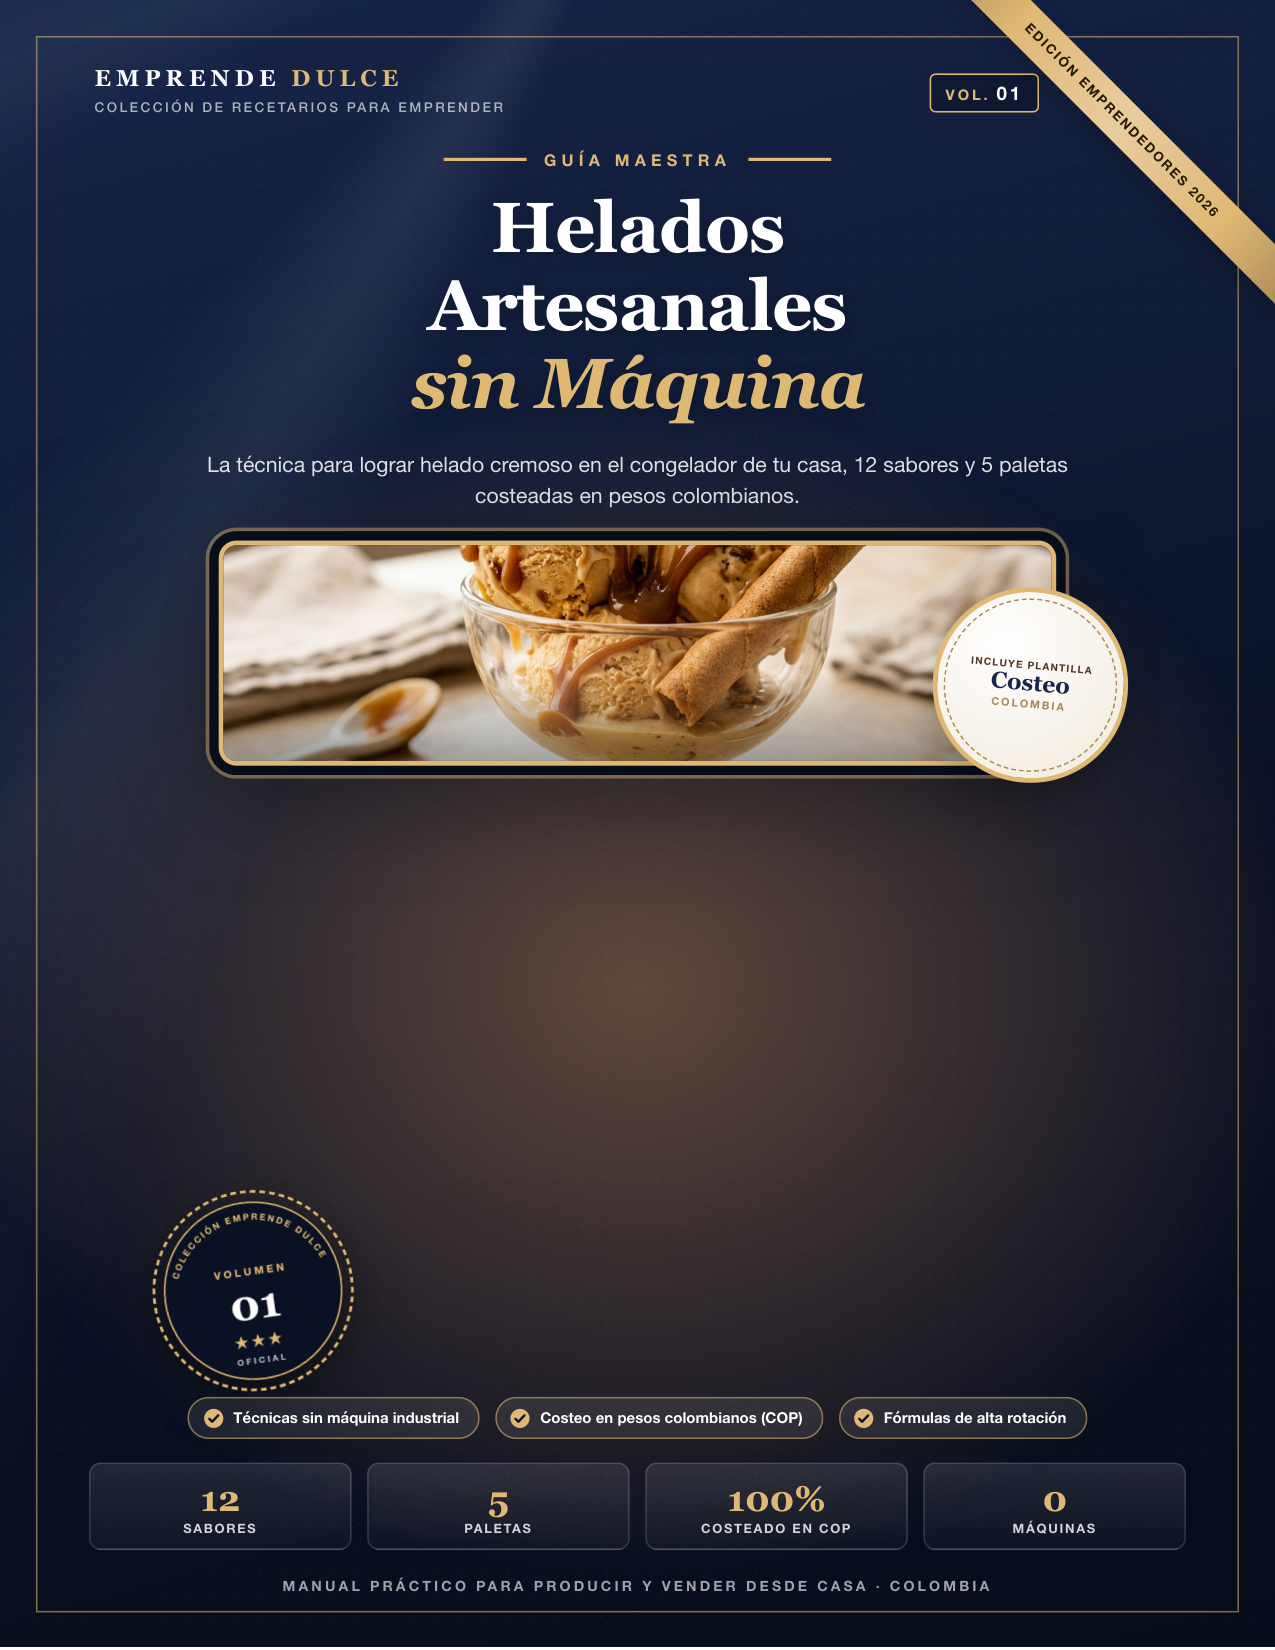 EMPRENDE DULCE
COLECCIÓN DE RECETARIOS PARA EMPRENDER
VOL. 01
EDICIÓN EMPRENDEDORES 2026
GUÍA MAESTRA
Helados
Artesanales
sin Máquina
La técnica para lograr helado cremoso en el congelador de tu casa, 12 sabores y 5 paletas
costeadas en pesos colombianos.
INCLUYE PLANTILLA
Costeo
COLOMBIA
COLECCIÓN EMPRENDE DULCE
VOLUMEN
01
★★★
OFICIAL
Técnicas sin máquina industrial
Costeo en pesos colombianos (COP)
Fórmulas de alta rotación
12
SABORES
5
PALETAS
100%
COSTEADO EN COP
0
MÁQUINAS
MANUAL PRÁCTICO PARA PRODUCIR Y VENDER DESDE CASA · COLOMBIA